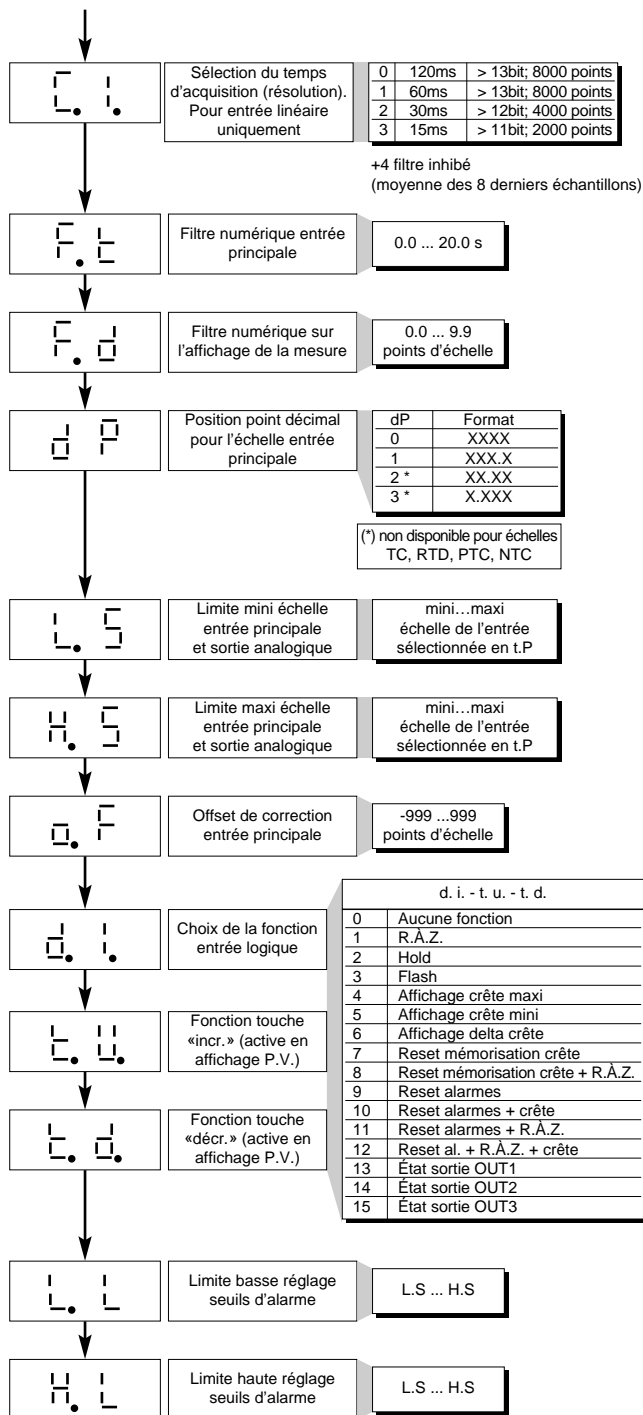 C. I.
Sélection du temps
d'acquisition (résolution).
Pour entrée linéaire
uniquement
0 120ms > 13bit; 8000 points
1 60ms > 13bit; 8000 points
2 30ms > 12bit; 4000 points
3 15ms > 11bit; 2000 points
+4 filtre inhibé
(moyenne des 8 derniers échantillons)
F. t
Filtre numérique entrée
principale
0.0 ... 20.0 s
F. d
Filtre numérique sur
l'affichage de la mesure
0.0 ... 9.9
points d'échelle
d P
Position point décimal
pour l'échelle entrée
principale
dP Format
0 XXXX
1 XXX.X
2 * XX.XX
3 * X.XXX
(*) non disponible pour échelles
TC, RTD, PTC, NTC
L. S
Limite mini échelle
entrée principale
et sortie analogique
mini…maxi
échelle de l'entrée
sélectionnée en t.P
H. S
Limite maxi échelle
entrée principale
et sortie analogique
mini…maxi
échelle de l'entrée
sélectionnée en t.P
o. F
Offset de correction
entrée principale
-999 ...999
points d'échelle
d. I.
Choix de la fonction
entrée logique
t. U.
Fonction touche
«incr.» (active en
affichage P.V.)
t. d.
Fonction touche
«décr.» (active en
affichage P.V.)
d. i. - t. u. - t. d.
0 Aucune fonction
1 R.À.Z.
2 Hold
3 Flash
4 Affichage crête maxi
5 Affichage crête mini
6 Affichage delta crête
7 Reset mémorisation crête
8 Reset mémorisation crête + R.À.Z.
9 Reset alarmes
10 Reset alarmes + crête
11 Reset alarmes + R.À.Z.
12 Reset al. + R.À.Z. + crête
13 État sortie OUT1
14 État sortie OUT2
15 État sortie OUT3
L. L
Limite basse réglage
seuils d'alarme
L.S ... H.S
H. L
Limite haute réglage
seuils d'alarme
L.S ... H.S